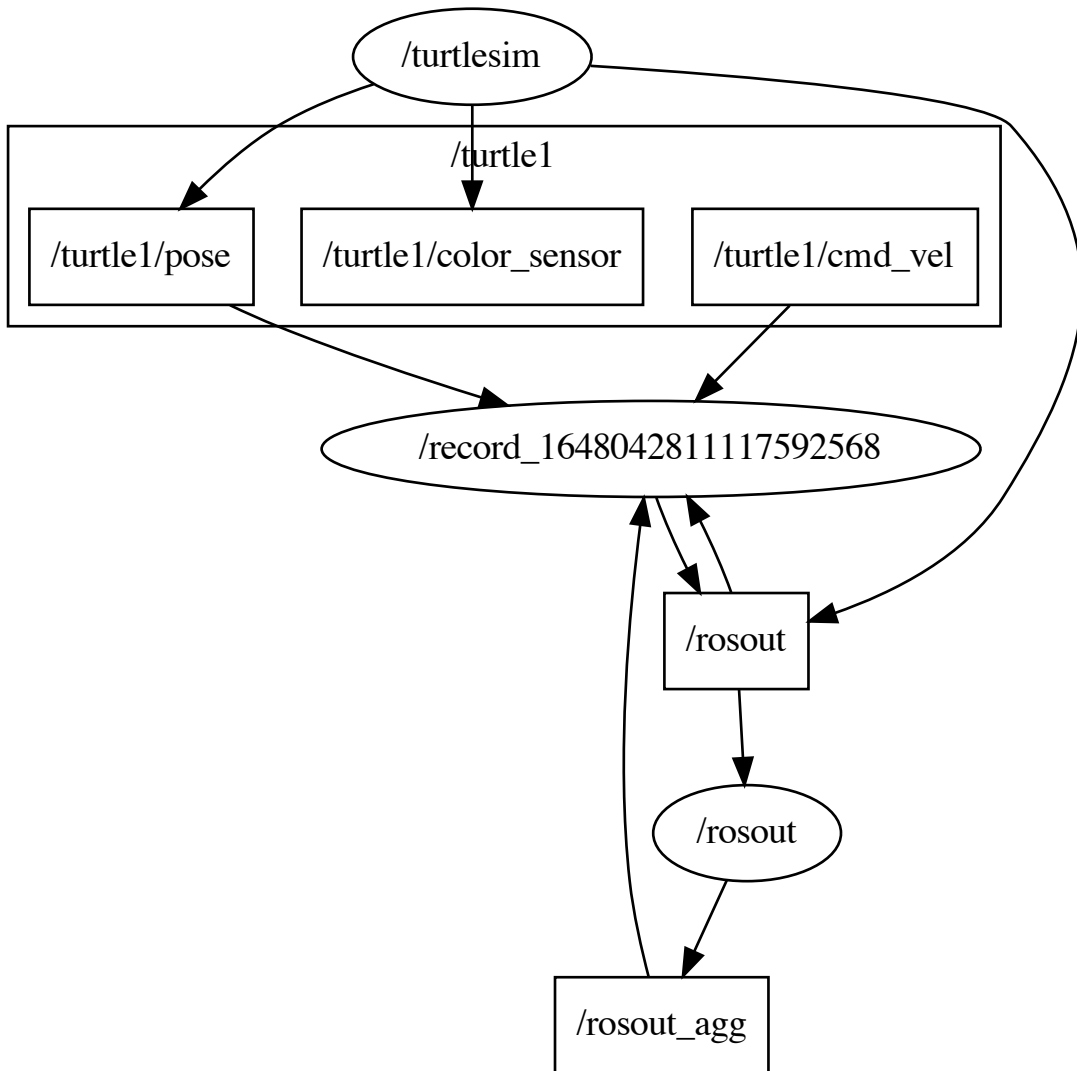 /turtlesim
/turtle1
/turtle1/pose
/turtle1/color_sensor
/turtle1/cmd_vel
/record_1648042811117592568
/rosout
/rosout
/rosout_agg